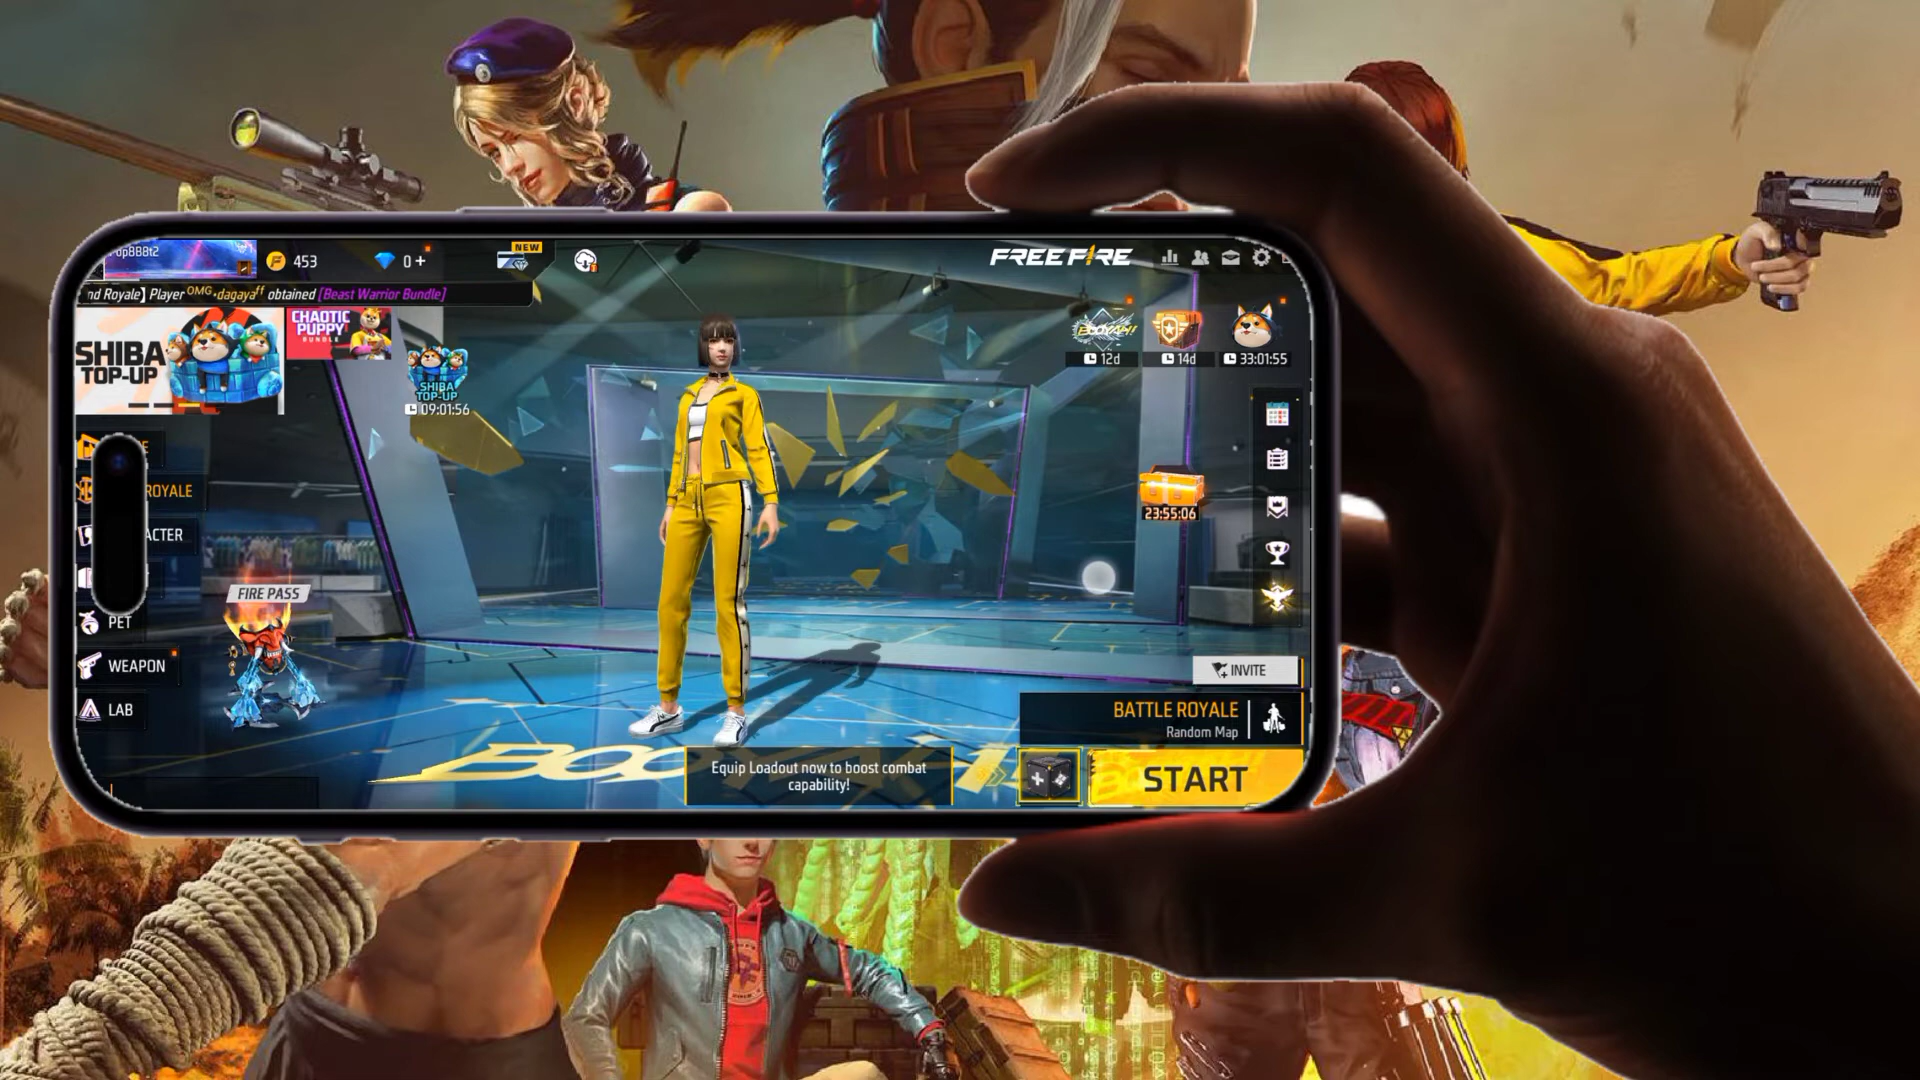 453
0+
NEW
FREE FIRE
nd Royale] Player OMG•dagayaff obtained [Beast Warrior Bundle]
SHIBA
TOP-UP
CHAOTIC
PUPPY
BUNDLE
SHIBA
TOP-UP
09:01:56
BOOYAH!
12d
14d
33:01:55
E
ROYALE
ACTER
PET
WEAPON
LAB
FIRE PASS
23:55:06
INVITE
BATTLE ROYALE
Random Map
Equip Loadout now to boost combat
capability!
START